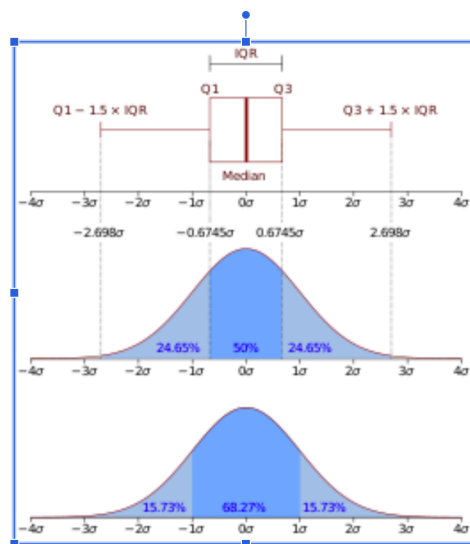 IQR
Q1 Q3
Q1 − 1.5 × IQR Q3 + 1.5 × IQR
Median
−4σ −3σ −2σ −1σ 0σ 1σ 2σ 3σ 4σ
−2.698σ −0.6745σ 0.6745σ 2.698σ
24.65% 50% 24.65%
−4σ −3σ −2σ −1σ 0σ 1σ 2σ 3σ 4σ
15.73% 68.27% 15.73%
−4σ −3σ −2σ −1σ 0σ 1σ 2σ 3σ 4σ